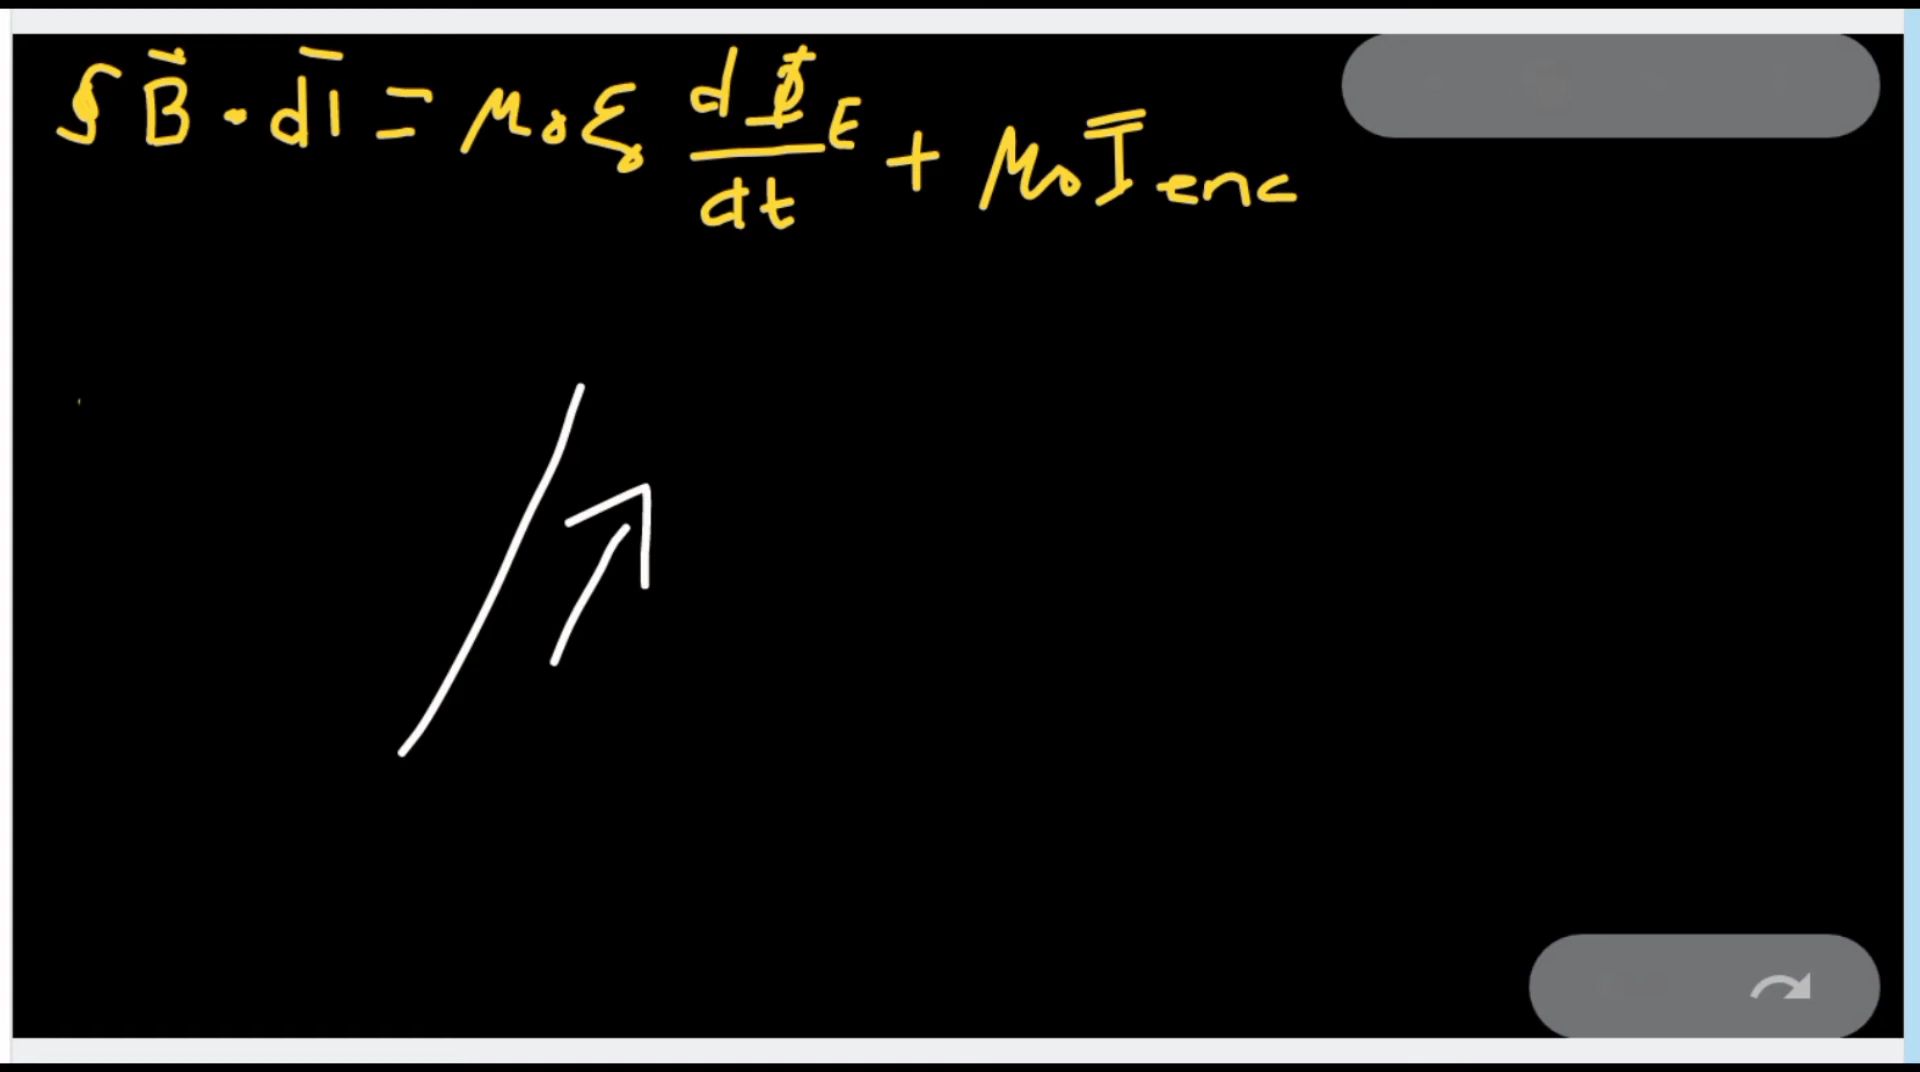 ∮ B⃗ · dl̅ = μ₀ε₀ dΦE/dt + μ₀Ienc